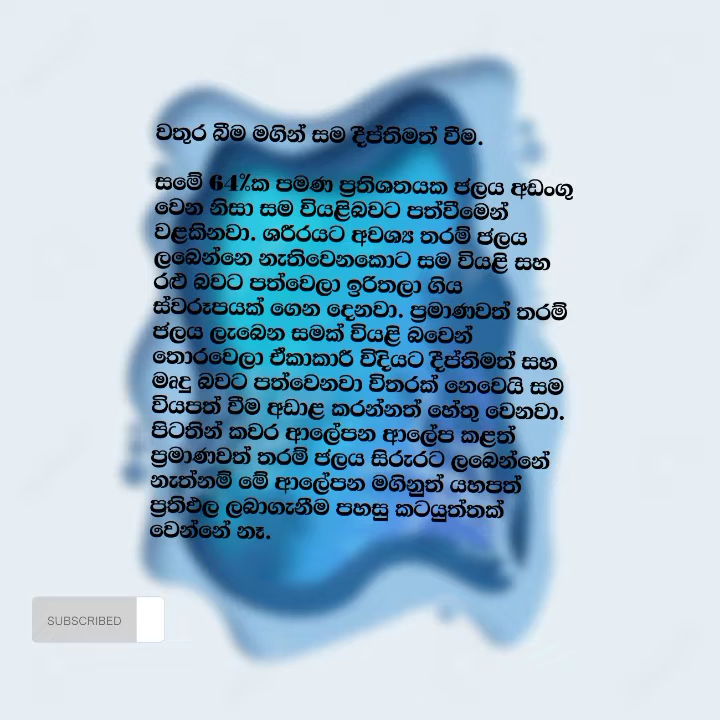 වතුර බීම මගින් සම දීප්තිමත් වීම.
සමේ 64%ක පමණ ප්‍රතිශතයක ජලය අඩංගු
වෙන නිසා සම වියළිබවට පත්වීමෙන්
වළකිනවා. ශරීරයට අවශ්‍ය තරම් ජලය
ලබෙන්නෙ නැතිවෙනකොට සම වියළි සහ
රළු බවට පත්වෙලා ඉරිතලා ගිය
ස්වරූපයක් ගෙන දෙනවා. ප්‍රමාණවත් තරම්
ජලය ලැබෙන සමක් වියළි බවෙන්
තොරවෙලා ඒකාකාරී විදියට දීප්තිමත් සහ
මෘදු බවට පත්වෙනවා විතරක් නෙවෙයි සම
වියපත් වීම අඩාළ කරන්නත් හේතු වෙනවා.
පිටතින් කවර ආලේපන ආලේප කළත්
ප්‍රමාණවත් තරම් ජලය සිරුරට ලබෙන්නේ
නැත්නම් මේ ආලේපන මගිනුත් යහපත්
ප්‍රතිඵල ලබාගැනීම පහසු කටයුත්තක්
වෙන්නේ නෑ.
SUBSCRIBED